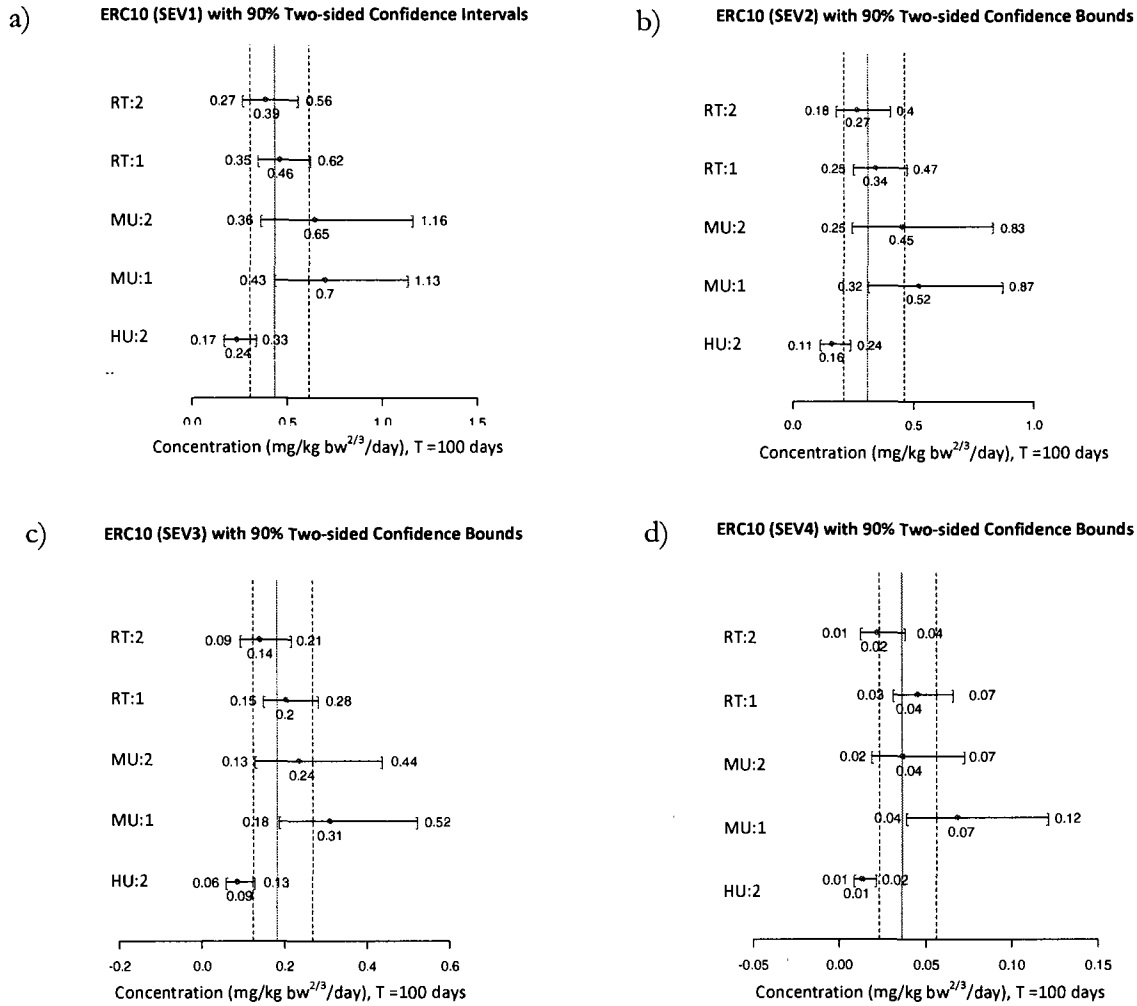 a)
ERC10 (SEV1) with 90% Two-sided Confidence Intervals
RT:2
0.27
0.39
0.56
RT:1
0.35
0.46
0.62
MU:2
0.36
0.65
1.16
MU:1
0.43
0.7
1.13
HU:2
0.17
0.24
0.33
..
0.0 0.5 1.0 1.5
Concentration (mg/kg bw2/3/day), T =100 days
b)
ERC10 (SEV2) with 90% Two-sided Confidence Bounds
RT:2
0.18
0.27
0.4
RT:1
0.25
0.34
0.47
MU:2
0.25
0.45
0.83
MU:1
0.32
0.52
0.87
HU:2
0.11
0.16
0.24
0.0 0.5 1.0
Concentration (mg/kg bw2/3/day), T =100 days
c)
ERC10 (SEV3) with 90% Two-sided Confidence Bounds
RT:2
0.09
0.14
0.21
RT:1
0.15
0.2
0.28
MU:2
0.13
0.24
0.44
MU:1
0.18
0.31
0.52
HU:2
0.06
0.09
0.13
-0.2 0.0 0.2 0.4 0.6
Concentration (mg/kg bw2/3/day), T =100 days
d)
ERC10 (SEV4) with 90% Two-sided Confidence Bounds
RT:2
0.01
0.02
0.04
RT:1
0.03
0.04
0.07
MU:2
0.02
0.04
0.07
MU:1
0.04
0.07
0.12
HU:2
0.01
0.01
0.02
-0.05 0.00 0.05 0.10 0.15
Concentration (mg/kg bw2/3/day), T =100 days